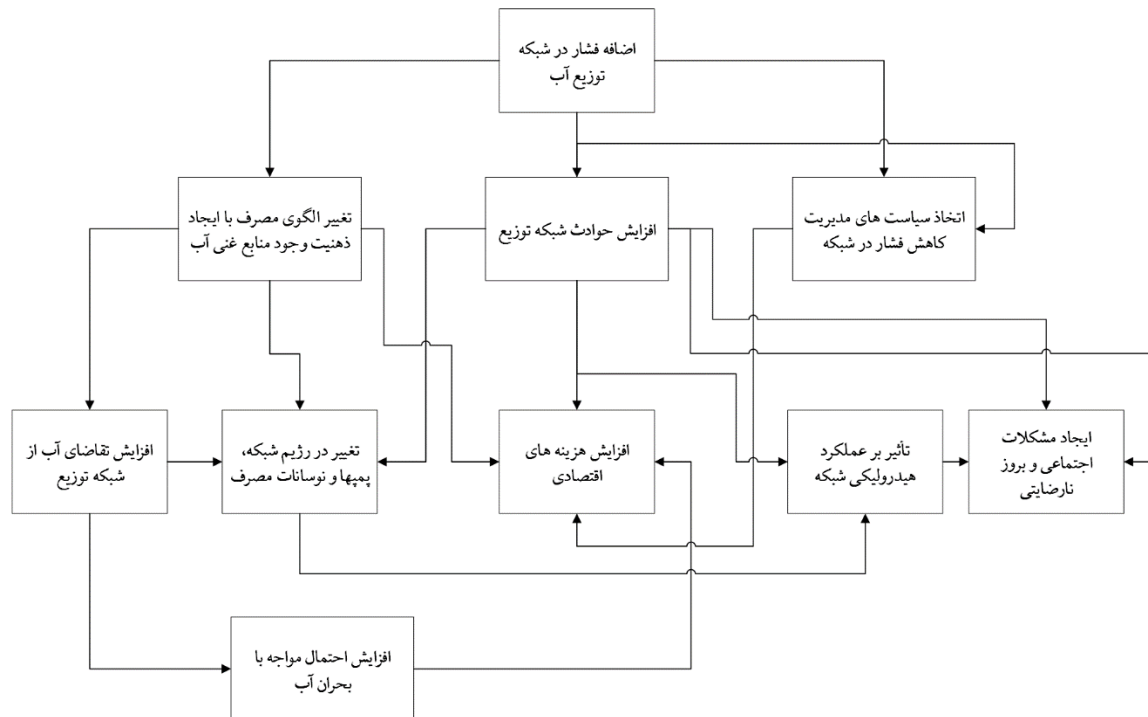 اضافه فشار در شبکه
توزیع آب
تغییر الگوی مصرف با ایجاد
ذهنیت وجود منابع غنی آب
افزایش حوادث شبکه توزیع
اتخاذ سیاست های مدیریت
کاهش فشار در شبکه
افزایش تقاضای آب از
شبکه توزیع
تغییر در رژیم شبکه،
پمپها و نوسانات مصرف
افزایش هزینه های
اقتصادی
تأثیر بر عملکرد
هیدرولیکی شبکه
ایجاد مشکلات
اجتماعی و بروز
نارضایتی
افزایش احتمال مواجه با
بحران آب